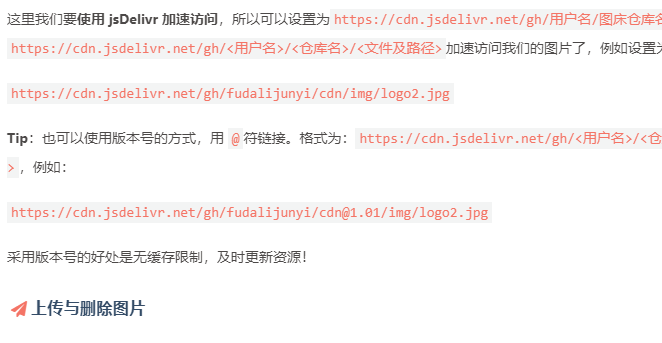 这里我们要使用 jsDelivr 加速访问，所以可以设置为 https://cdn.jsdelivr.net/gh/用户名/图床仓库名
https://cdn.jsdelivr.net/gh/<用户名>/<仓库名>/<文件及路径> 加速访问我们的图片了，例如设置为
https://cdn.jsdelivr.net/gh/fudalijunyi/cdn/img/logo2.jpg
Tip：也可以使用版本号的方式，用 @ 符链接。格式为： https://cdn.jsdelivr.net/gh/<用户名>/<仓
> ，例如：
https://cdn.jsdelivr.net/gh/fudalijunyi/cdn@1.01/img/logo2.jpg
采用版本号的好处是无缓存限制，及时更新资源！
上传与删除图片